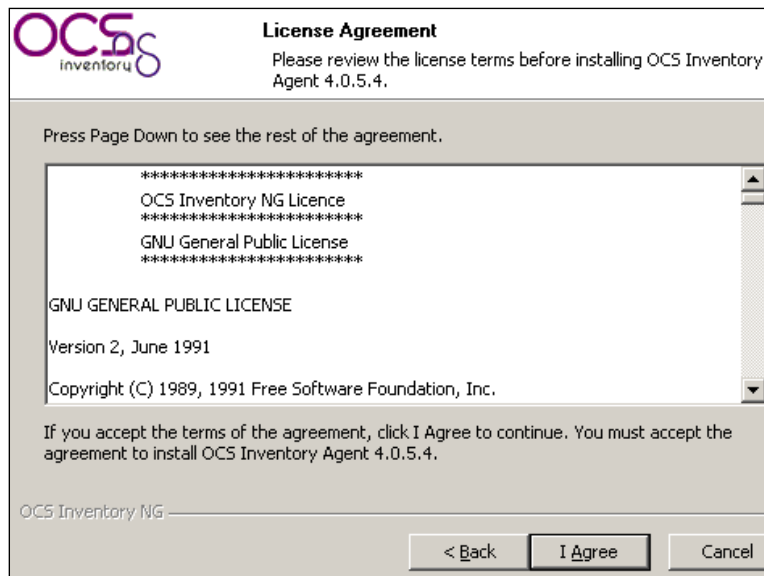 OCSng
inventory
License Agreement
Please review the license terms before installing OCS Inventory
Agent 4.0.5.4.
Press Page Down to see the rest of the agreement.
************************
OCS Inventory NG Licence
************************
GNU General Public License
************************
GNU GENERAL PUBLIC LICENSE
Version 2, June 1991
Copyright (C) 1989, 1991 Free Software Foundation, Inc.
If you accept the terms of the agreement, click I Agree to continue. You must accept the
agreement to install OCS Inventory Agent 4.0.5.4.
OCS Inventory NG
< Back
I Agree
Cancel